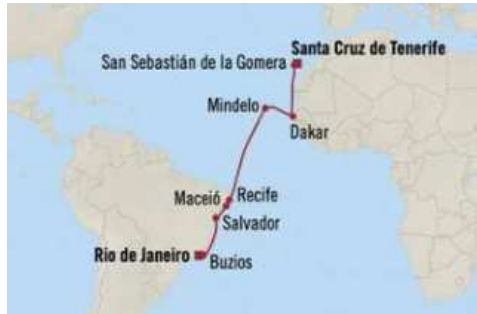 Santa Cruz de Tenerife
San Sebastián de la Gomera
Mindelo
Dakar
Maceió
Recife
Salvador
Rio de Janeiro
Buzios